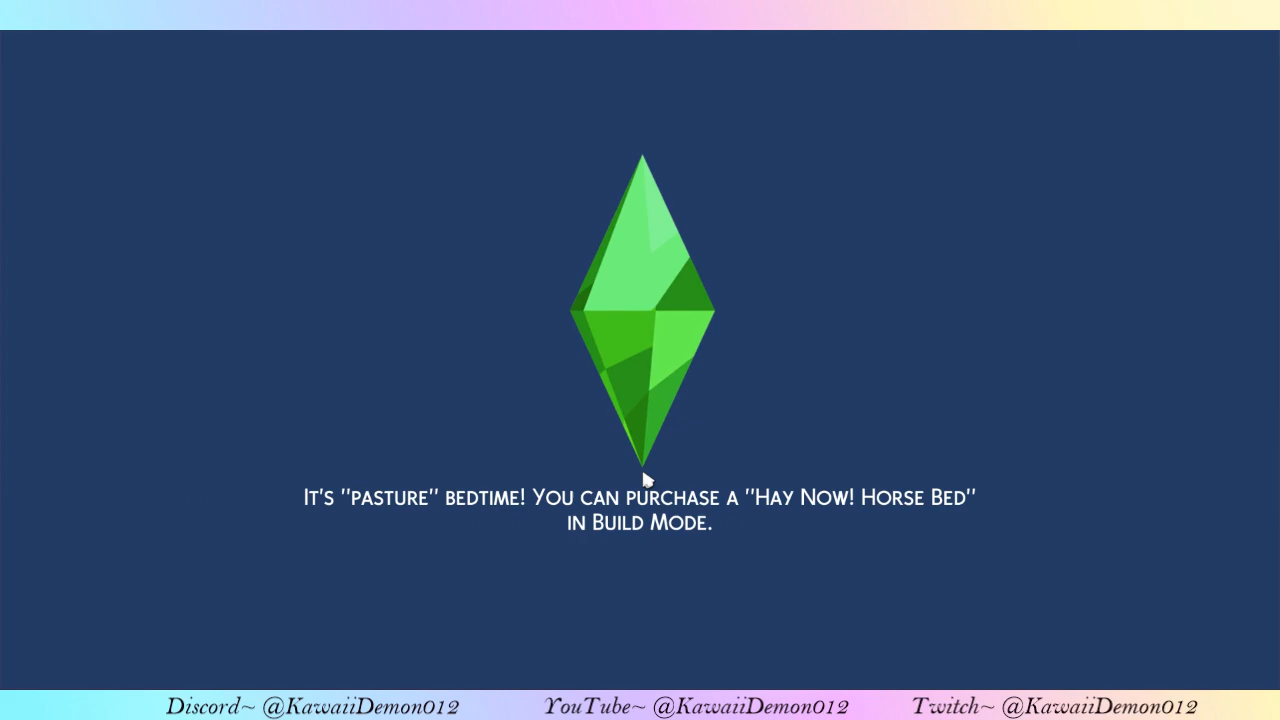 It's "pasture" bedtime! You can purchase a "Hay Now! Horse Bed"
in Build Mode.
Discord~ @KawaiiDemon012 YouTube~ @KawaiiDemon012 Twitch~ @KawaiiDemon012